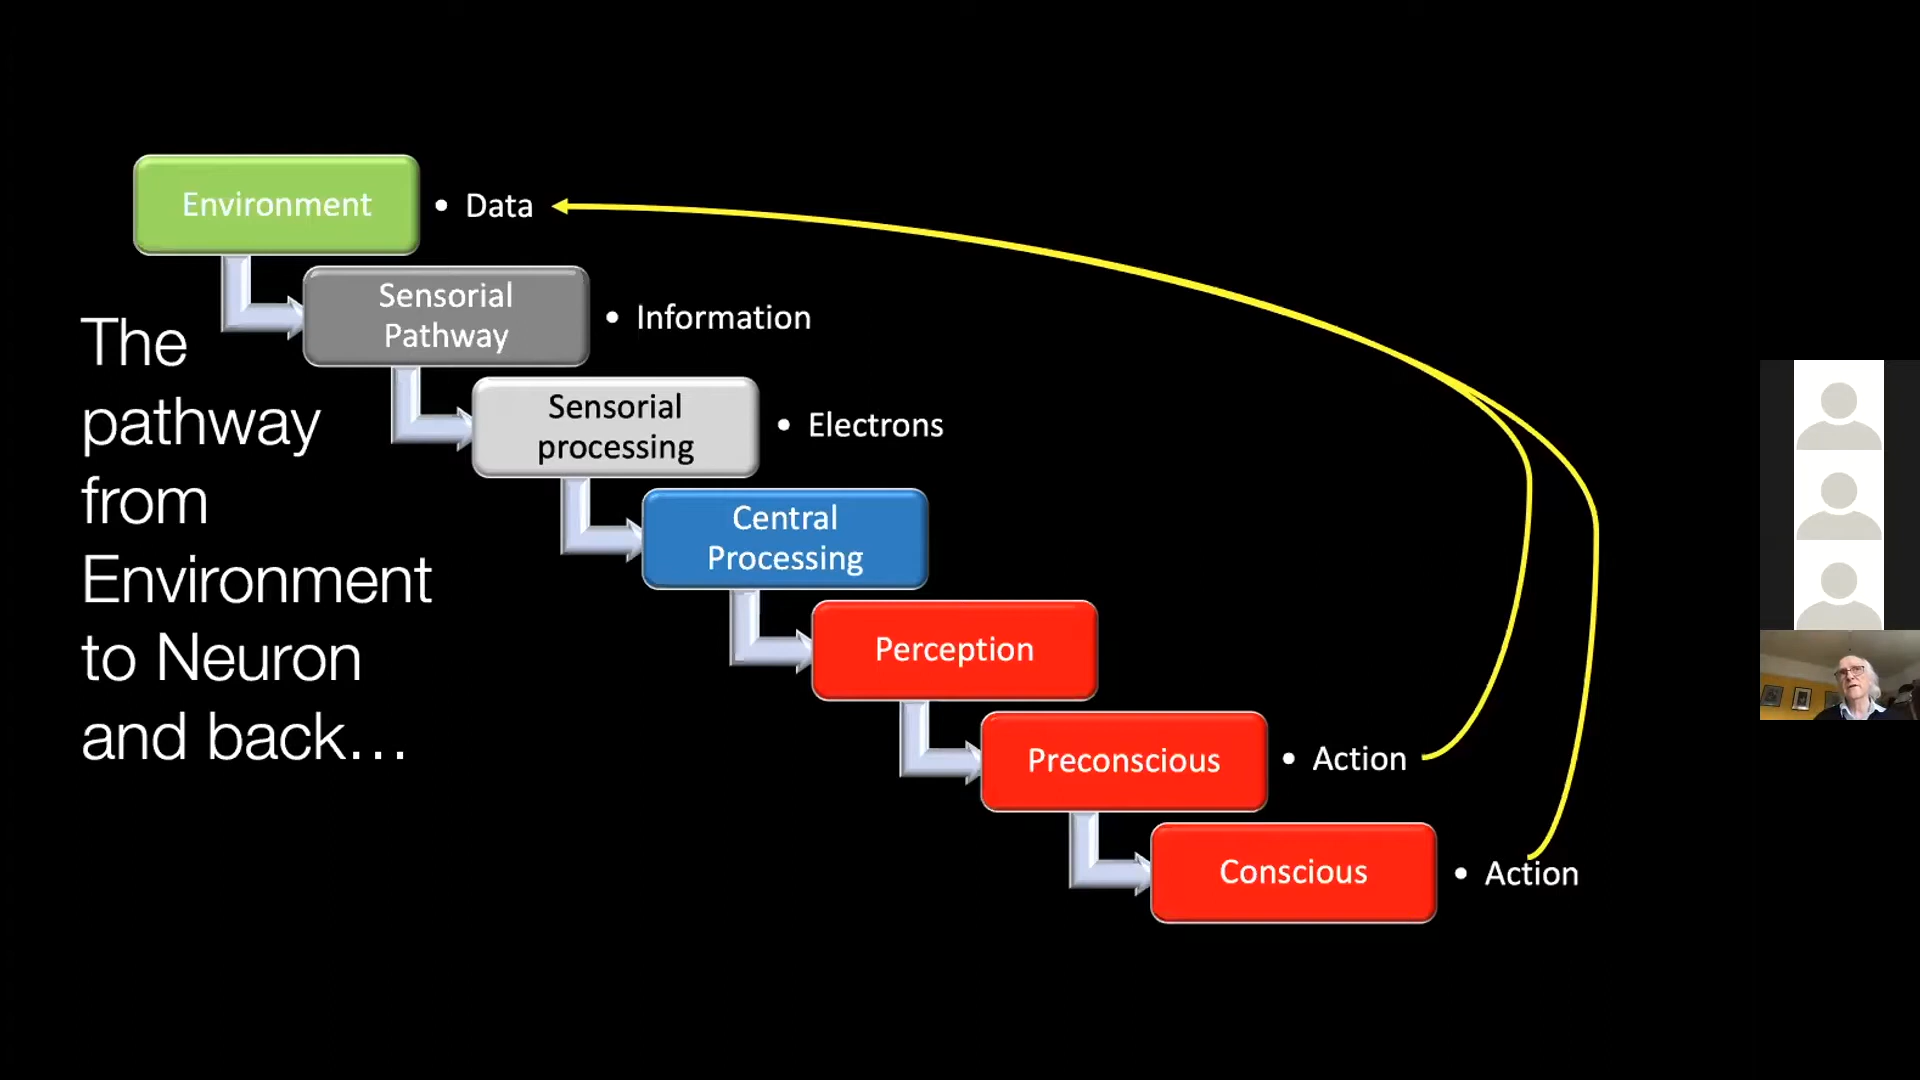 Environment
• Data
Sensorial
Pathway
• Information
Sensorial
processing
• Electrons
Central
Processing
Perception
Preconscious
• Action
Conscious
• Action
The
pathway
from
Environment
to Neuron
and back...